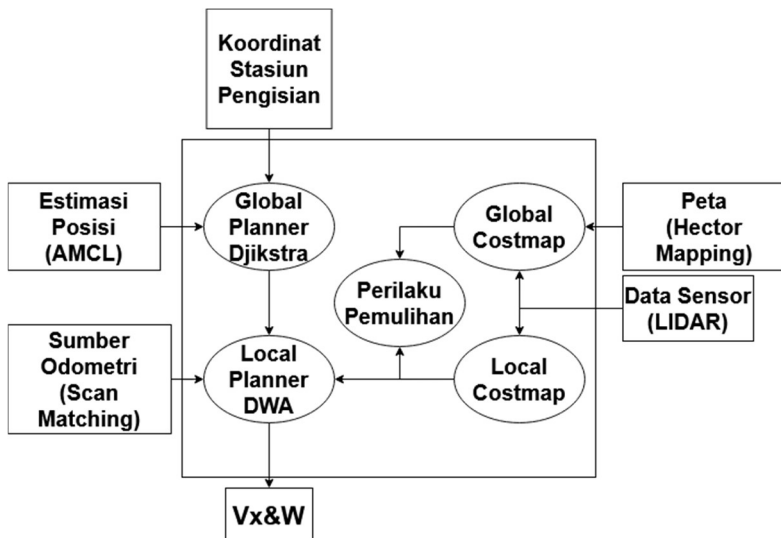 Koordinat
Stasiun
Pengisian
Estimasi
Posisi
(AMCL)
Global
Planner
Djikstra
Global
Costmap
Peta
(Hector
Mapping)
Perilaku
Pemulihan
Data Sensor
(LIDAR)
Sumber
Odometri
(Scan
Matching)
Local
Planner
DWA
Local
Costmap
Vx&W